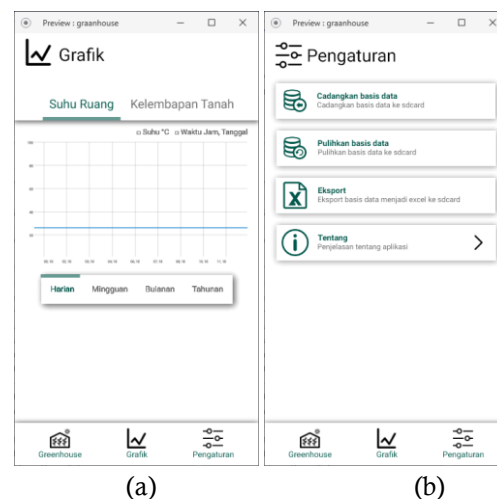 Preview : graanhouse
Grafik
Suhu Ruang Kelembapan Tanah
Suhu °C Waktu Jam, Tanggal
Harian Mingguan Bulanan Tahunan
Greenhouse Grafik Pengaturan
(a)
Preview : graanhouse
Pengaturan
Cadangkan basis data
Cadangkan basis data ke sdcard
Pulihkan basis data
Pulihkan basis data ke sdcard
Eksport
Eksport basis data menjadi excel ke sdcard
Tentang
Penjelasan tentang aplikasi
Greenhouse Grafik Pengaturan
(b)